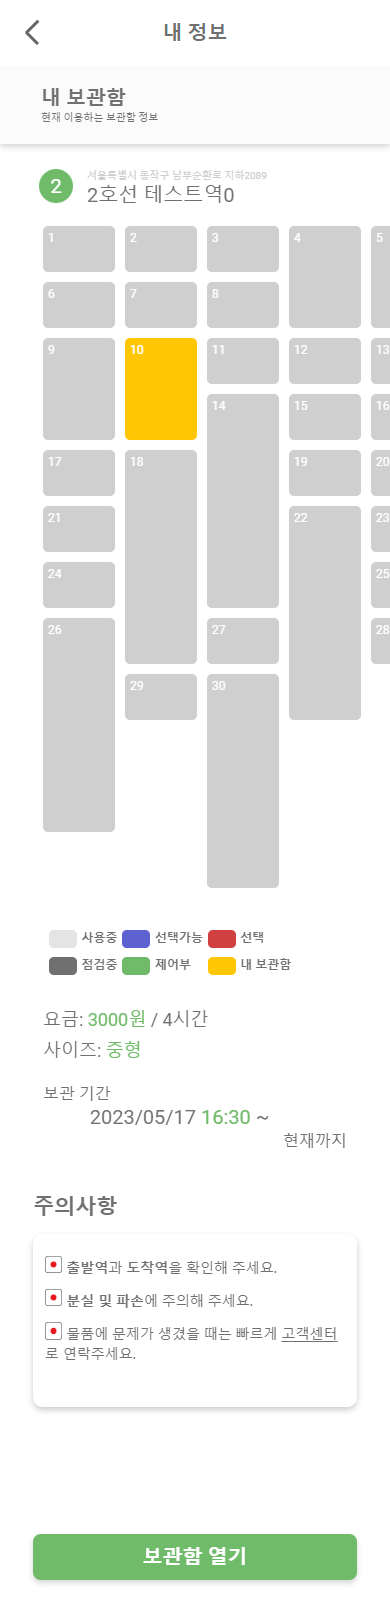 내 정보
내 보관함
현재 이용하는 보관함 정보
서울특별시 동작구 남부순환로 지하2089
2
2호선 테스트역0
1 2 3 4 5
6 7 8
9 10 11 12 13
14 15 16
17 18 19 20
21 22 23
24 25
26 27 28
29 30
사용중 선택가능 선택
점검중 제어부 내 보관함
요금: 3000원 / 4시간
사이즈: 중형
보관 기간
2023/05/17 16:30 ~
현재까지
주의사항
출발역과 도착역을 확인해 주세요.
분실 및 파손에 주의해 주세요.
물품에 문제가 생겼을 때는 빠르게 고객센터
로 연락주세요.
보관함 열기